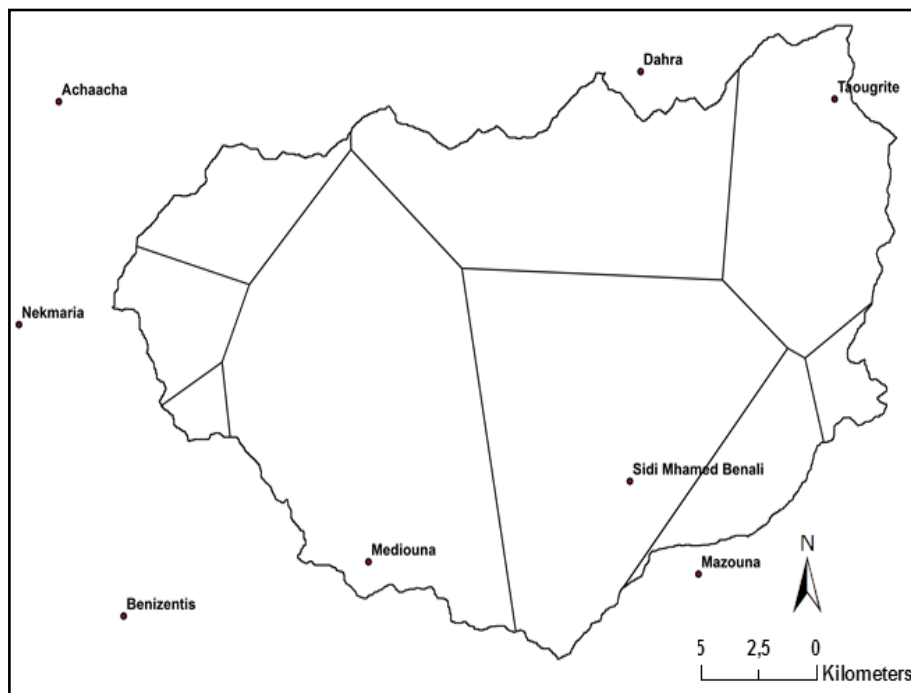 Dahra
Achaacha
Taougrite
Nekmaria
Sidi Mhamed Benali
Mediouna
Mazouna
N
Benizentis
5 2,5 0
Kilometers